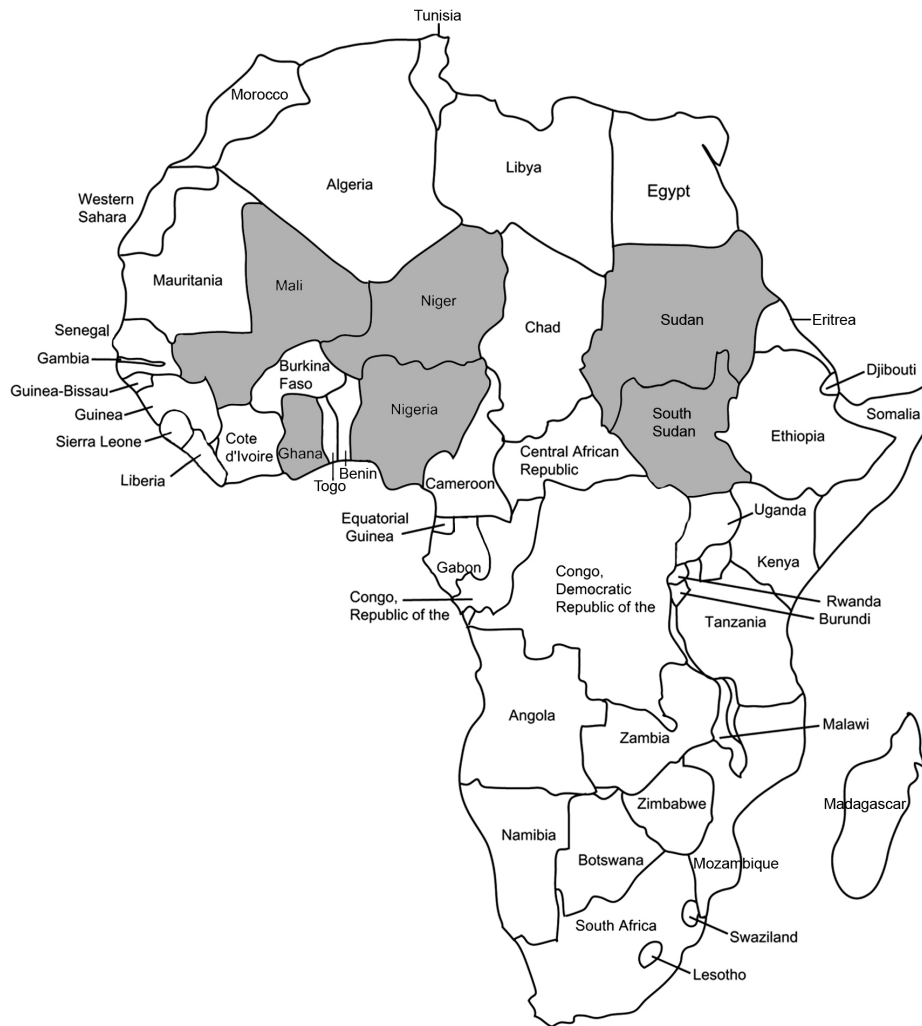 Tunisia
Morocco
Algeria
Libya
Egypt
Western
Sahara
Mauritania
Mali
Niger
Chad
Sudan
Eritrea
Senegal
Gambia
Guinea-Bissau
Guinea
Sierra Leone
Liberia
Cote
d'Ivoire
Burkina
Faso
Ghana
Togo
Benin
Nigeria
Cameroon
Central African
Republic
South
Sudan
Ethiopia
Djibouti
Somalia
Equatorial
Guinea
Gabon
Congo,
Republic of the
Congo,
Democratic
Republic of the
Uganda
Kenya
Rwanda
Burundi
Tanzania
Angola
Zambia
Malawi
Madagascar
Namibia
Botswana
Zimbabwe
Mozambique
South Africa
Swaziland
Lesotho